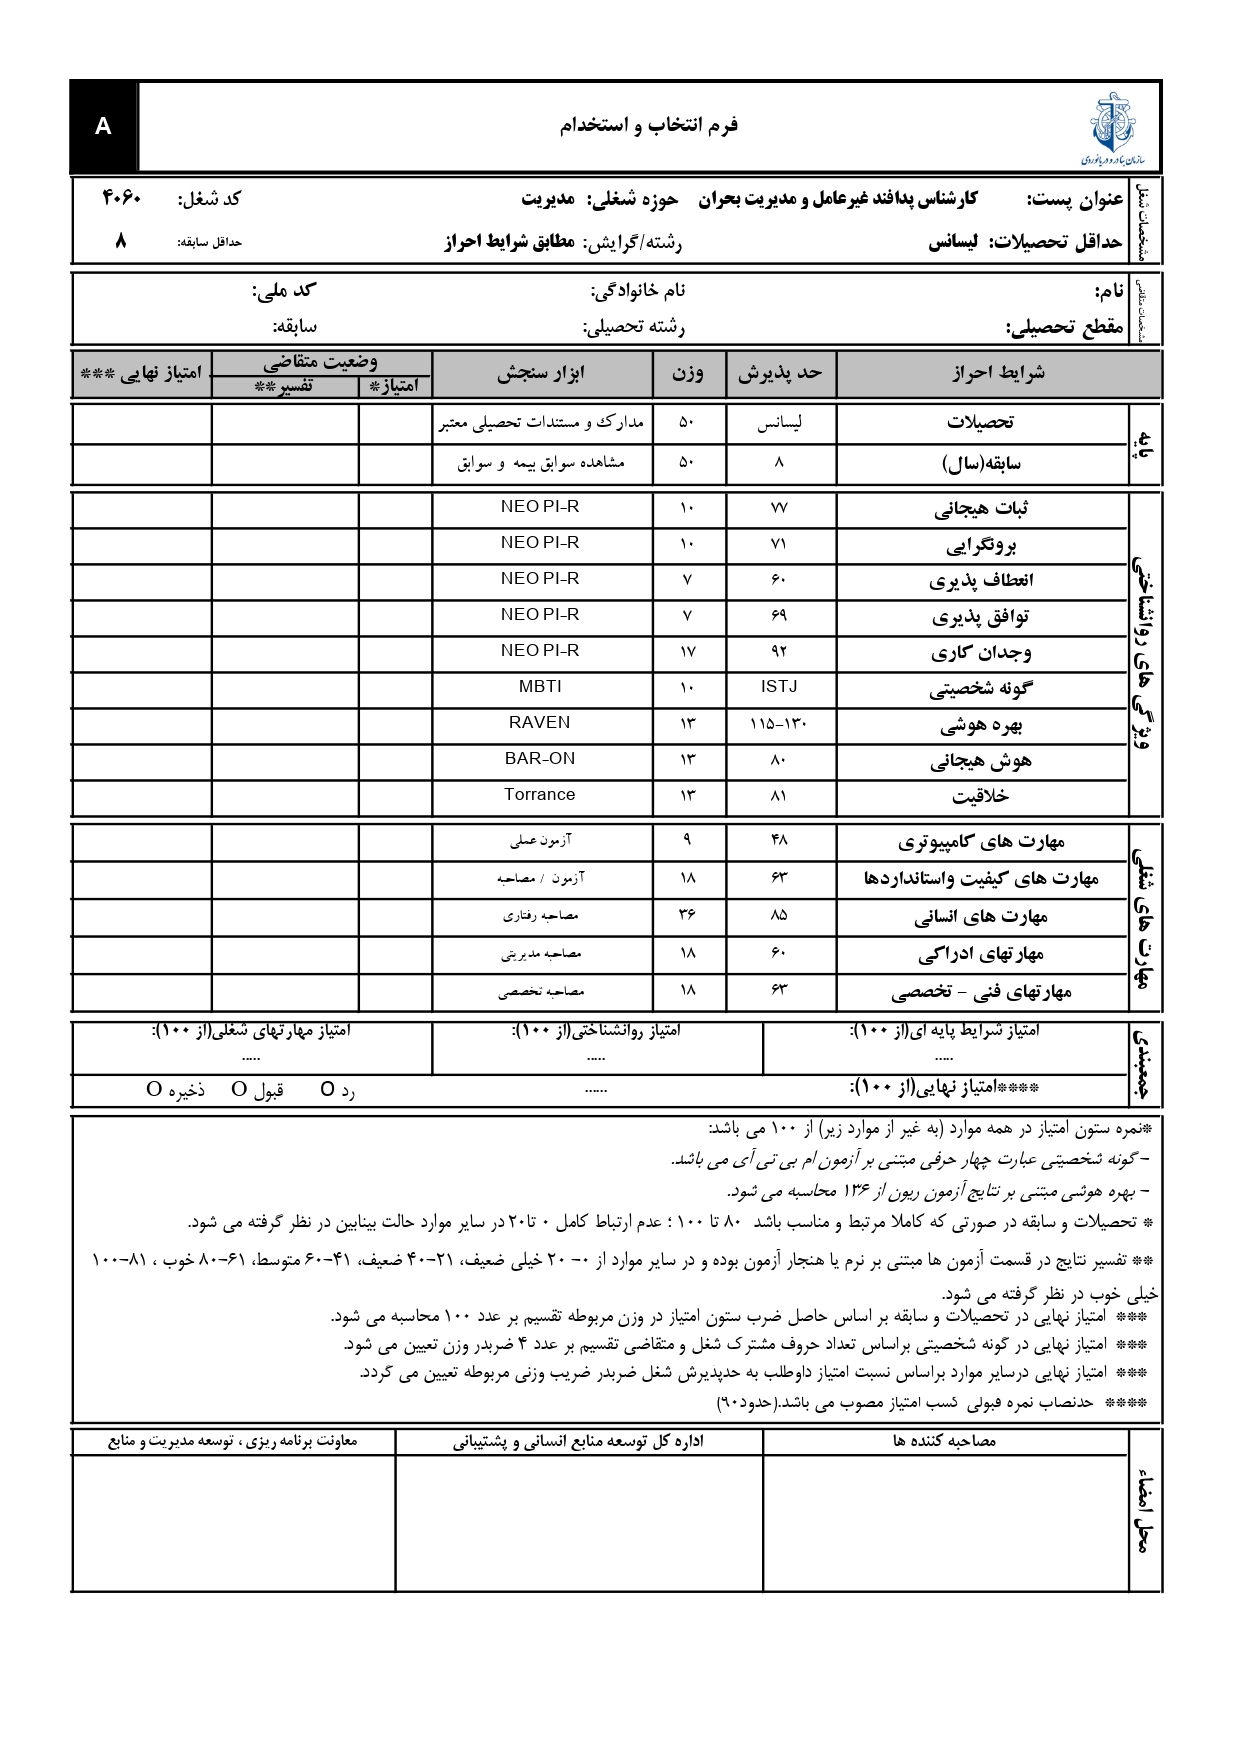 A
فرم انتخاب و استخدام
سازمان بنادر و دریانوردی
مشخصات شغل
عنوان پست: کارشناس پدافند غیرعامل و مدیریت بحران حوزه شغلی: مدیریت کد شغل: ۴۰۶۰
حداقل تحصیلات: لیسانس رشته/گرایش: مطابق شرایط احراز حداقل سابقه: ۸
مشخصات متقاضی
نام: نام خانوادگی: کد ملی:
مقطع تحصیلی: رشته تحصیلی: سابقه:
شرایط احراز حد پذیرش وزن ابزار سنجش وضعیت متقاضی امتیاز نهایی ***
امتیاز* تفسیر**
پایه
تحصیلات لیسانس ۵۰ مدارک و مستندات تحصیلی معتبر
سابقه(سال) ۸ ۵۰ مشاهده سوابق بیمه و سوابق
ویژگی های روانشناختی
ثبات هیجانی ۷۷ ۱۰ NEO PI-R
برونگرایی ۷۱ ۱۰ NEO PI-R
انعطاف پذیری ۶۰ ۷ NEO PI-R
توافق پذیری ۶۹ ۷ NEO PI-R
وجدان کاری ۹۲ ۱۷ NEO PI-R
گونه شخصیتی ISTJ ۱۰ MBTI
بهره هوشی ۱۱۵-۱۳۰ ۱۳ RAVEN
هوش هیجانی ۸۰ ۱۳ BAR-ON
خلاقیت ۸۱ ۱۳ Torrance
مهارت های شغلی
مهارت های کامپیوتری ۴۸ ۹ آزمون عملی
مهارت های کیفیت واستانداردها ۶۳ ۱۸ آزمون / مصاحبه
مهارت های انسانی ۸۵ ۳۶ مصاحبه رفتاری
مهارتهای ادراکی ۶۰ ۱۸ مصاحبه مدیریتی
مهارتهای فنی - تخصصی ۶۳ ۱۸ مصاحبه تخصصی
جمعبندی
امتیاز شرایط پایه ای(از ۱۰۰): امتیاز روانشناختی(از ۱۰۰): امتیاز مهارتهای شغلی(از ۱۰۰):
..... ..... .....
****امتیاز نهایی(از ۱۰۰): ...... رد O قبول O ذخیره O
*نمره ستون امتیاز در همه موارد (به غیر از موارد زیر) از ۱۰۰ می باشد:
- گونه شخصیتی عبارت چهار حرفی مبتنی بر آزمون ام بی تی آی می باشد.
- بهره هوشی مبتنی بر نتایج آزمون ریون از ۱۳۶ محاسبه می شود.
* تحصیلات و سابقه در صورتی که کاملا مرتبط و مناسب باشد ۸۰ تا ۱۰۰ ؛ عدم ارتباط کامل ۰ تا۲۰ در سایر موارد حالت بینابین در نظر گرفته می شود.
** تفسیر نتایج در قسمت آزمون ها مبتنی بر نرم یا هنجار آزمون بوده و در سایر موارد از ۰- ۲۰ خیلی ضعیف، ۲۱-۴۰ ضعیف، ۴۱-۶۰ متوسط، ۶۱-۸۰ خوب ، ۸۱-۱۰۰
خیلی خوب در نظر گرفته می شود.
*** امتیاز نهایی در تحصیلات و سابقه بر اساس حاصل ضرب ستون امتیاز در وزن مربوطه تقسیم بر عدد ۱۰۰ محاسبه می شود.
*** امتیاز نهایی در گونه شخصیتی براساس تعداد حروف مشترک شغل و متقاضی تقسیم بر عدد ۴ ضربدر وزن تعیین می شود.
*** امتیاز نهایی درسایر موارد براساس نسبت امتیاز داوطلب به حدپذیرش شغل ضربدر ضریب وزنی مربوطه تعیین می گردد.
**** حدنصاب نمره قبولی کسب امتیاز مصوب می باشد.(حدود۹۰)
محل امضاء
مصاحبه کننده ها اداره کل توسعه منابع انسانی و پشتیبانی معاونت برنامه ریزی ، توسعه مدیریت و منابع